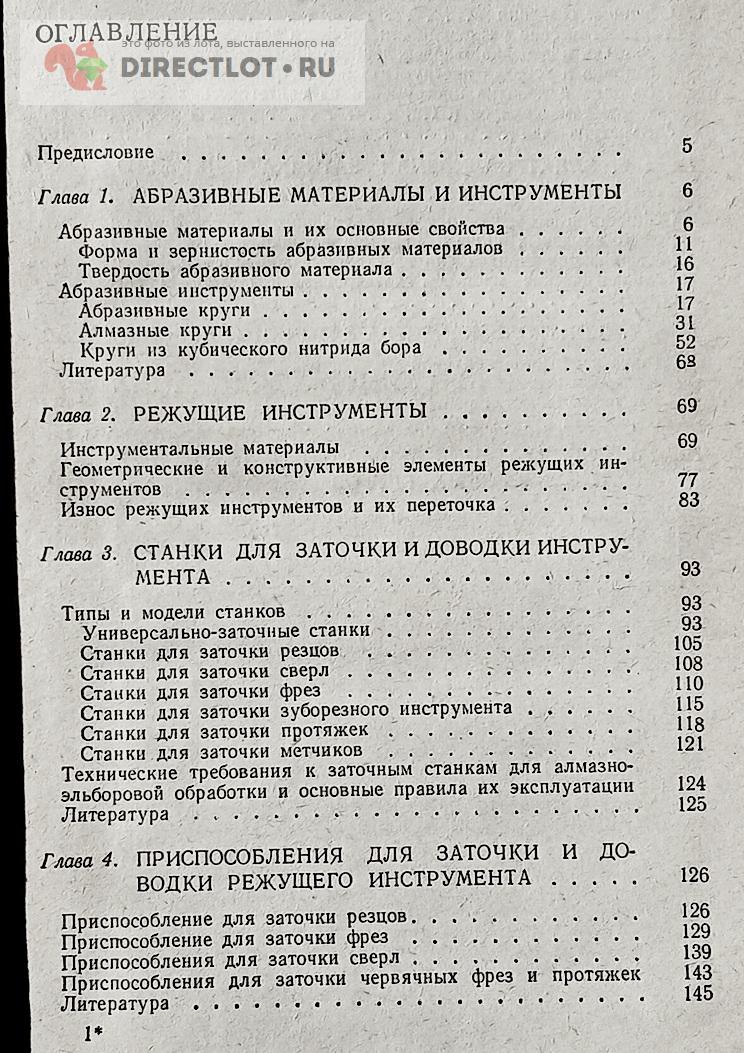 ОГЛАВЛЕНИЕ
это фото из лота, выставленного на
DIRECTLOT.RU
Предисловие . . . . . . . . . . . . . . . . . . . . . . 5
Глава 1. АБРАЗИВНЫЕ МАТЕРИАЛЫ И ИНСТРУМЕНТЫ 6
Абразивные материалы и их основные свойства . . . . . . 6
Форма и зернистость абразивных материалов . . . . . . 11
Твердость абразивного материала . . . . . . . . . . . . 16
Абразивные инструменты . . . . . . . . . . . . . . . . . 17
Абразивные круги . . . . . . . . . . . . . . . . . . . 17
Алмазные круги . . . . . . . . . . . . . . . . . . . . 31
Круги из кубического нитрида бора . . . . . . . . . . 52
Литература . . . . . . . . . . . . . . . . . . . . . . 68
Глава 2. РЕЖУЩИЕ ИНСТРУМЕНТЫ . . . . . . . . . . 69
Инструментальные материалы . . . . . . . . . . . . . . 69
Геометрические и конструктивные элементы режущих ин-
струментов . . . . . . . . . . . . . . . . . . . . . . 77
Износ режущих инструментов и их переточка . . . . . . . 83
Глава 3. СТАНКИ ДЛЯ ЗАТОЧКИ И ДОВОДКИ ИНСТРУ-
МЕНТА . . . . . . . . . . . . . . . . . . . . 93
Типы и модели станков . . . . . . . . . . . . . . . . 93
Универсально-заточные станки . . . . . . . . . . . . . 93
Станки для заточки резцов . . . . . . . . . . . . . . 105
Станки для заточки сверл . . . . . . . . . . . . . . . 108
Станки для заточки фрез . . . . . . . . . . . . . . . 110
Станки для заточки зуборезного инструмента . . . . . . 115
Станки для заточки протяжек . . . . . . . . . . . . . 118
Станки для заточки метчиков . . . . . . . . . . . . . 121
Технические требования к заточным станкам для алмазно-
эльборовой обработки и основные правила их эксплуатации 124
Литература . . . . . . . . . . . . . . . . . . . . . . 125
Глава 4. ПРИСПОСОБЛЕНИЯ ДЛЯ ЗАТОЧКИ И ДО-
ВОДКИ РЕЖУЩЕГО ИНСТРУМЕНТА . . . . . 126
Приспособление для заточки резцов . . . . . . . . . . . 126
Приспособление для заточки фрез . . . . . . . . . . . 129
Приспособления для заточки сверл . . . . . . . . . . . 139
Приспособления для заточки червячных фрез и протяжек 143
Литература . . . . . . . . . . . . . . . . . . . . . . 145
1*